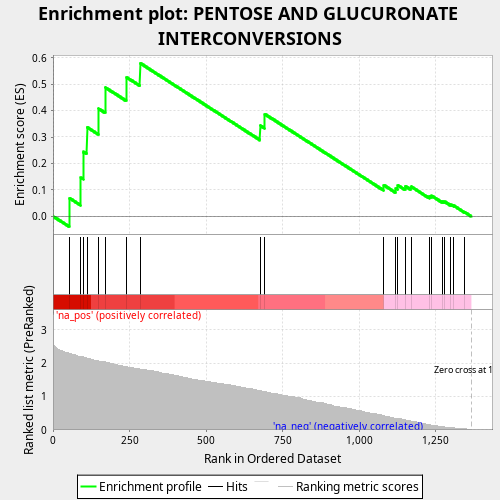 Enrichment plot: PENTOSE AND GLUCURONATE
INTERCONVERSIONS
Enrichment score (ES)
0.6
0.5
0.4
0.3
0.2
0.1
0.0
'na_pos' (positively correlated)
Ranked list metric (PreRanked)
3
2
1
0
Zero cross at 1
'na_neg' (negatively correlated)
0
250
500
750
1,000
1,250
Rank in Ordered Dataset
Enrichment profile
Hits
Ranking metric scores